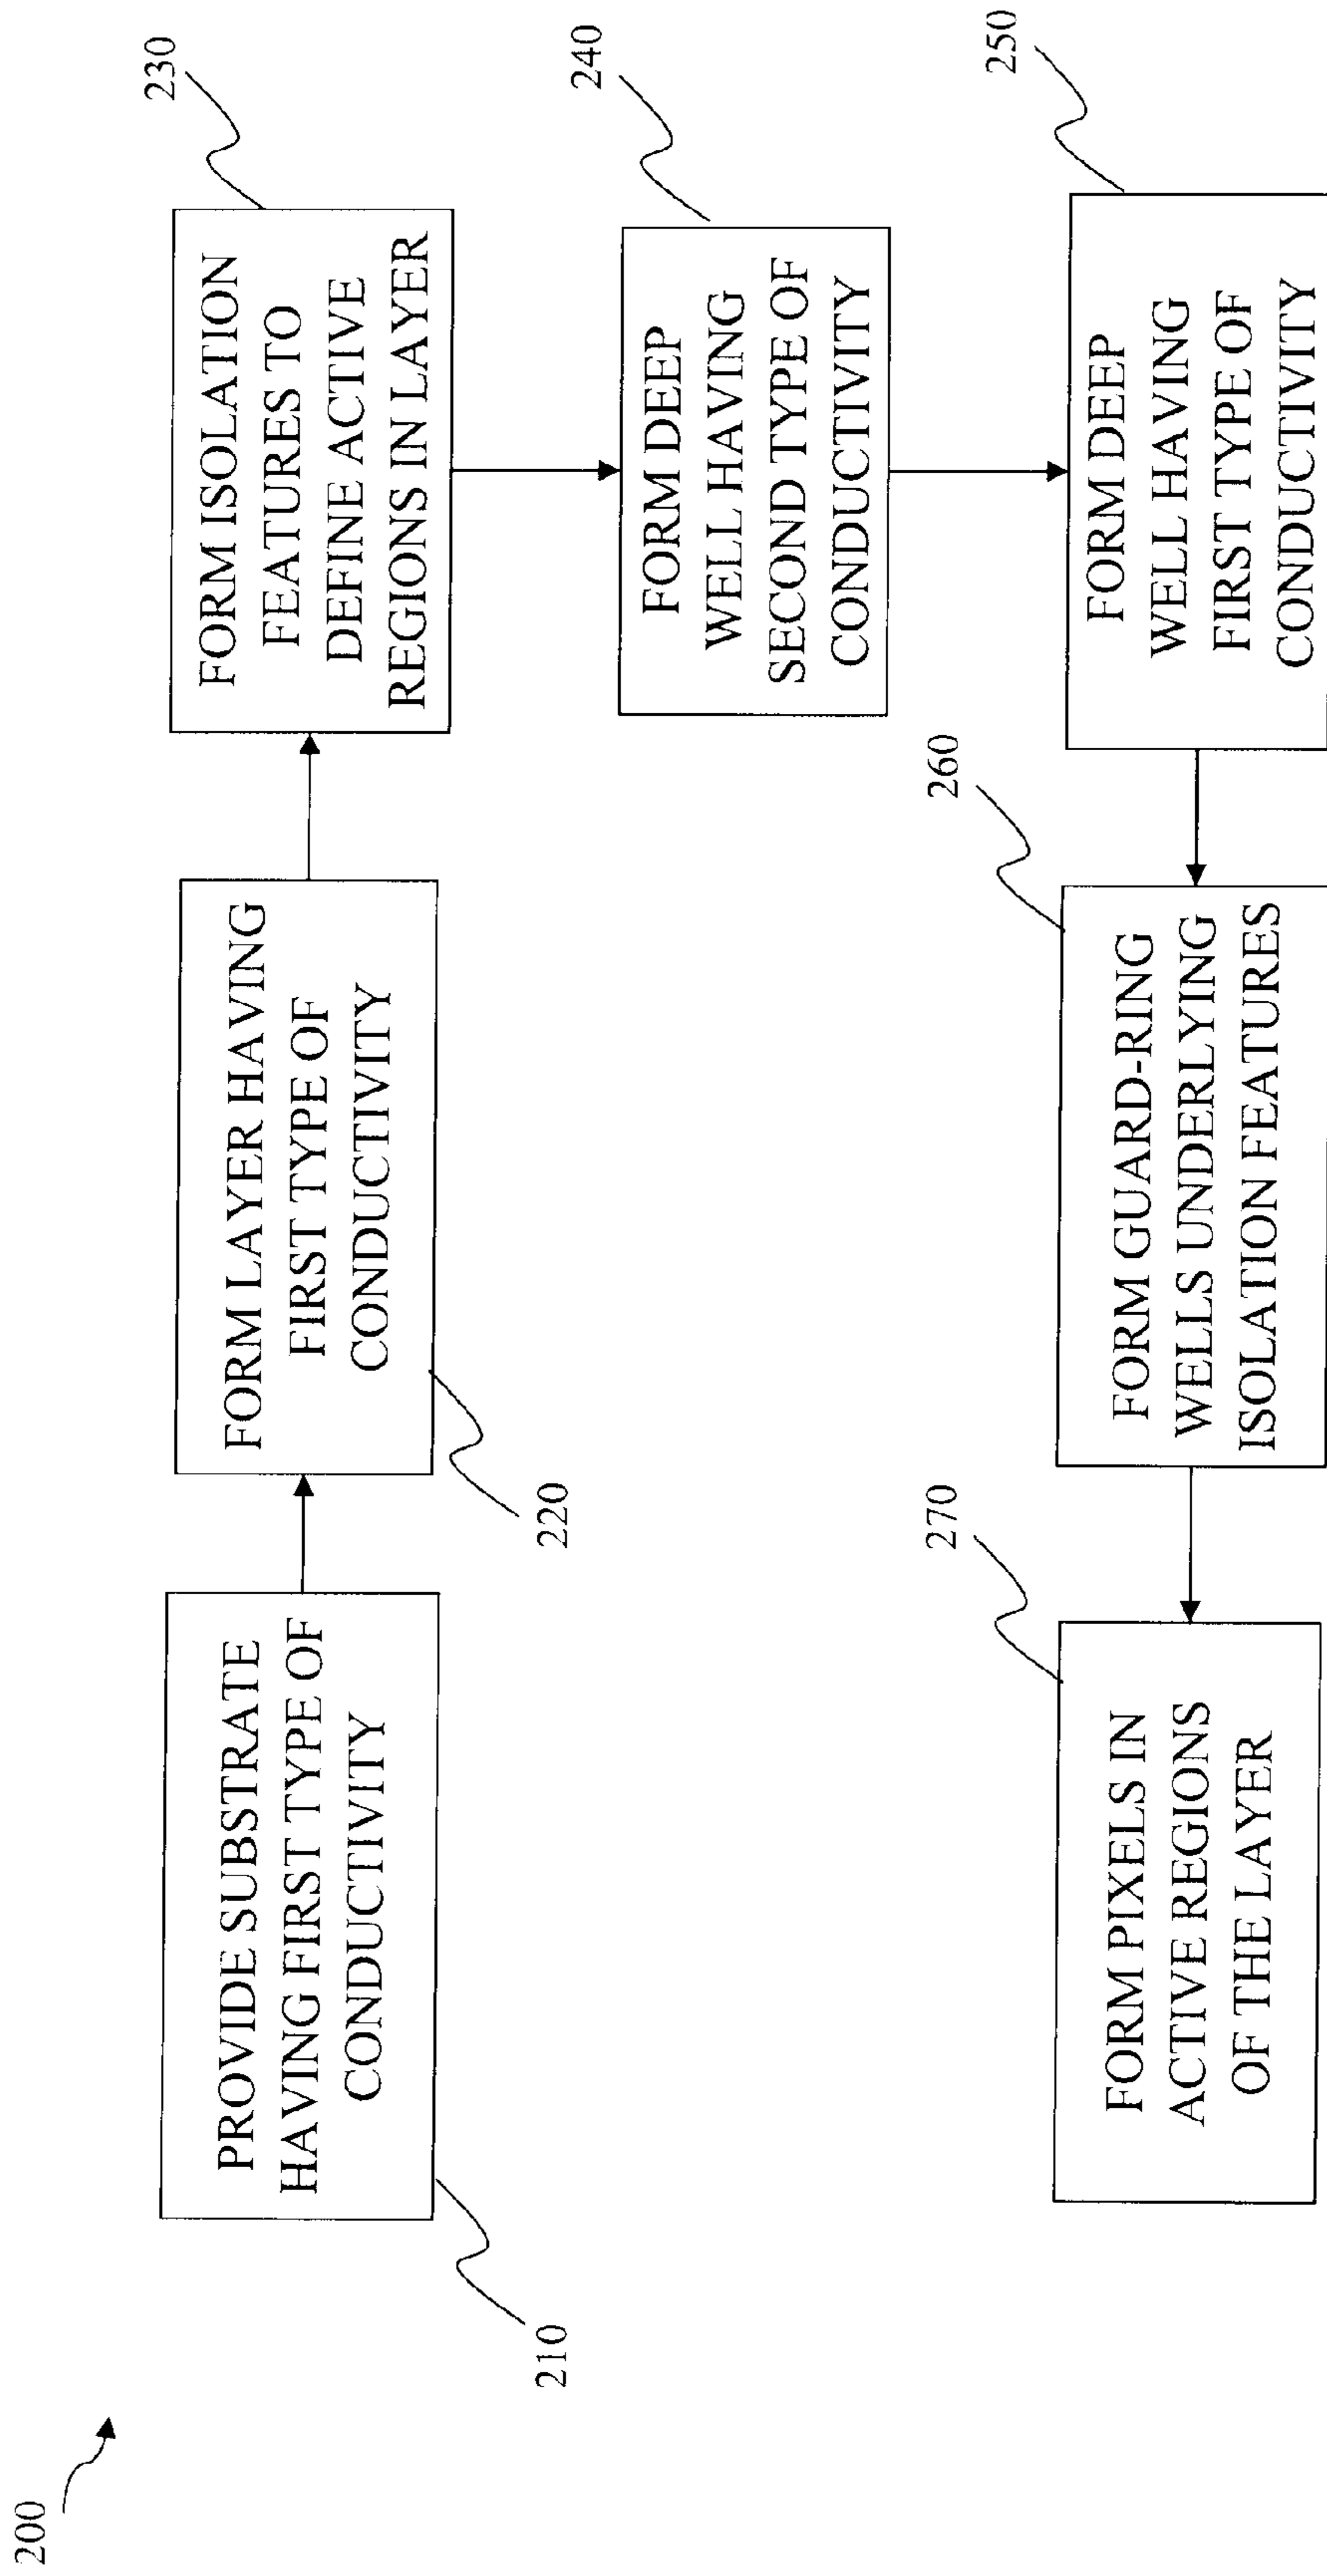 200
210
PROVIDE SUBSTRATE
HAVING FIRST TYPE OF
CONDUCTIVITY
220
FORM LAYER HAVING
FIRST TYPE OF
CONDUCTIVITY
230
FORM ISOLATION
FEATURES TO
DEFINE ACTIVE
REGIONS IN LAYER
240
FORM DEEP
WELL HAVING
SECOND TYPE OF
CONDUCTIVITY
250
FORM DEEP
WELL HAVING
FIRST TYPE OF
CONDUCTIVITY
260
FORM GUARD-RING
WELLS UNDERLYING
ISOLATION FEATURES
270
FORM PIXELS IN
ACTIVE REGIONS
OF THE LAYER